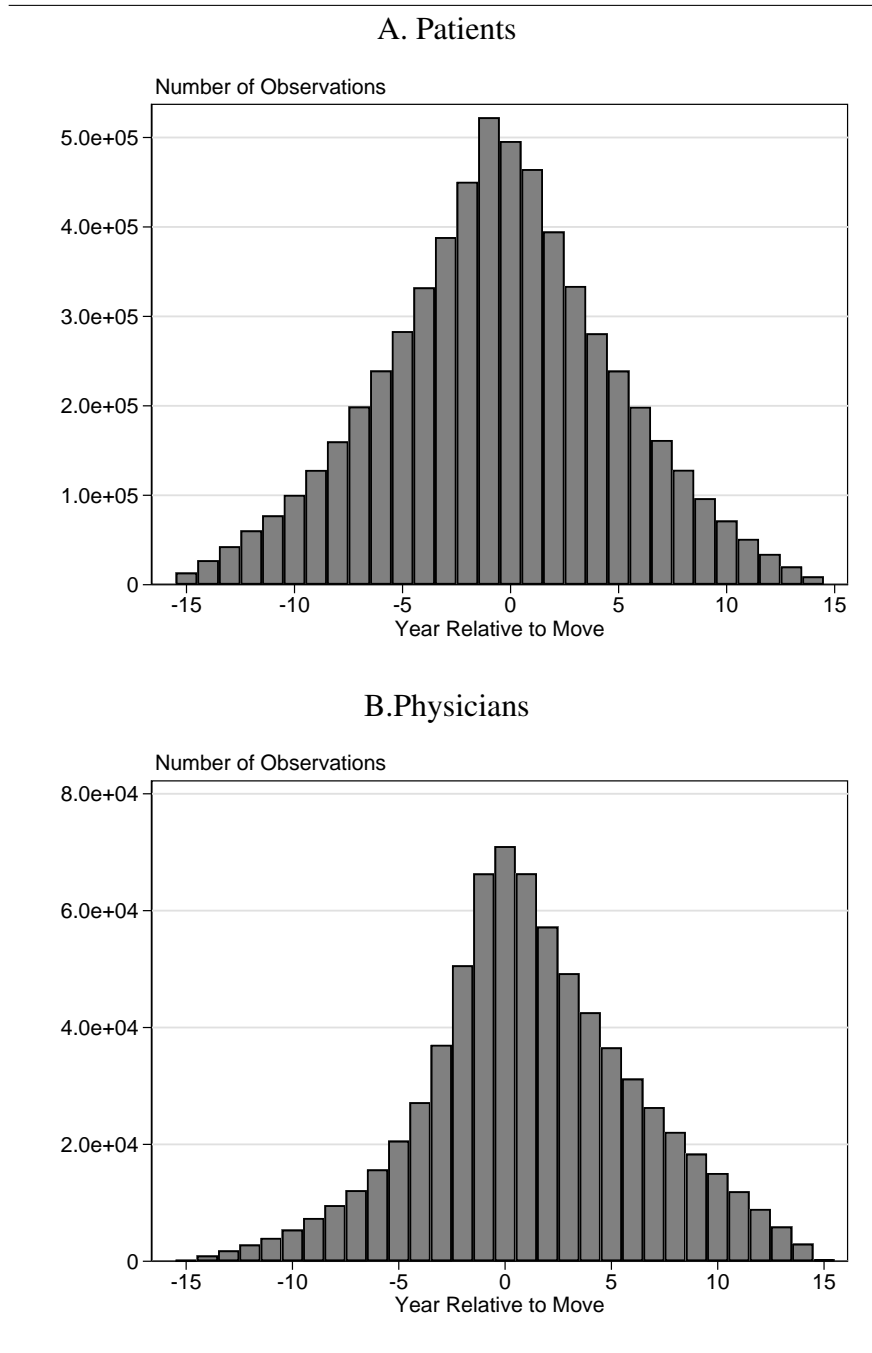 A. Patients
Number of Observations
5.0e+05
4.0e+05
3.0e+05
2.0e+05
1.0e+05
0
-15 -10 -5 0 5 10 15
Year Relative to Move
B.Physicians
Number of Observations
8.0e+04
6.0e+04
4.0e+04
2.0e+04
0
-15 -10 -5 0 5 10 15
Year Relative to Move